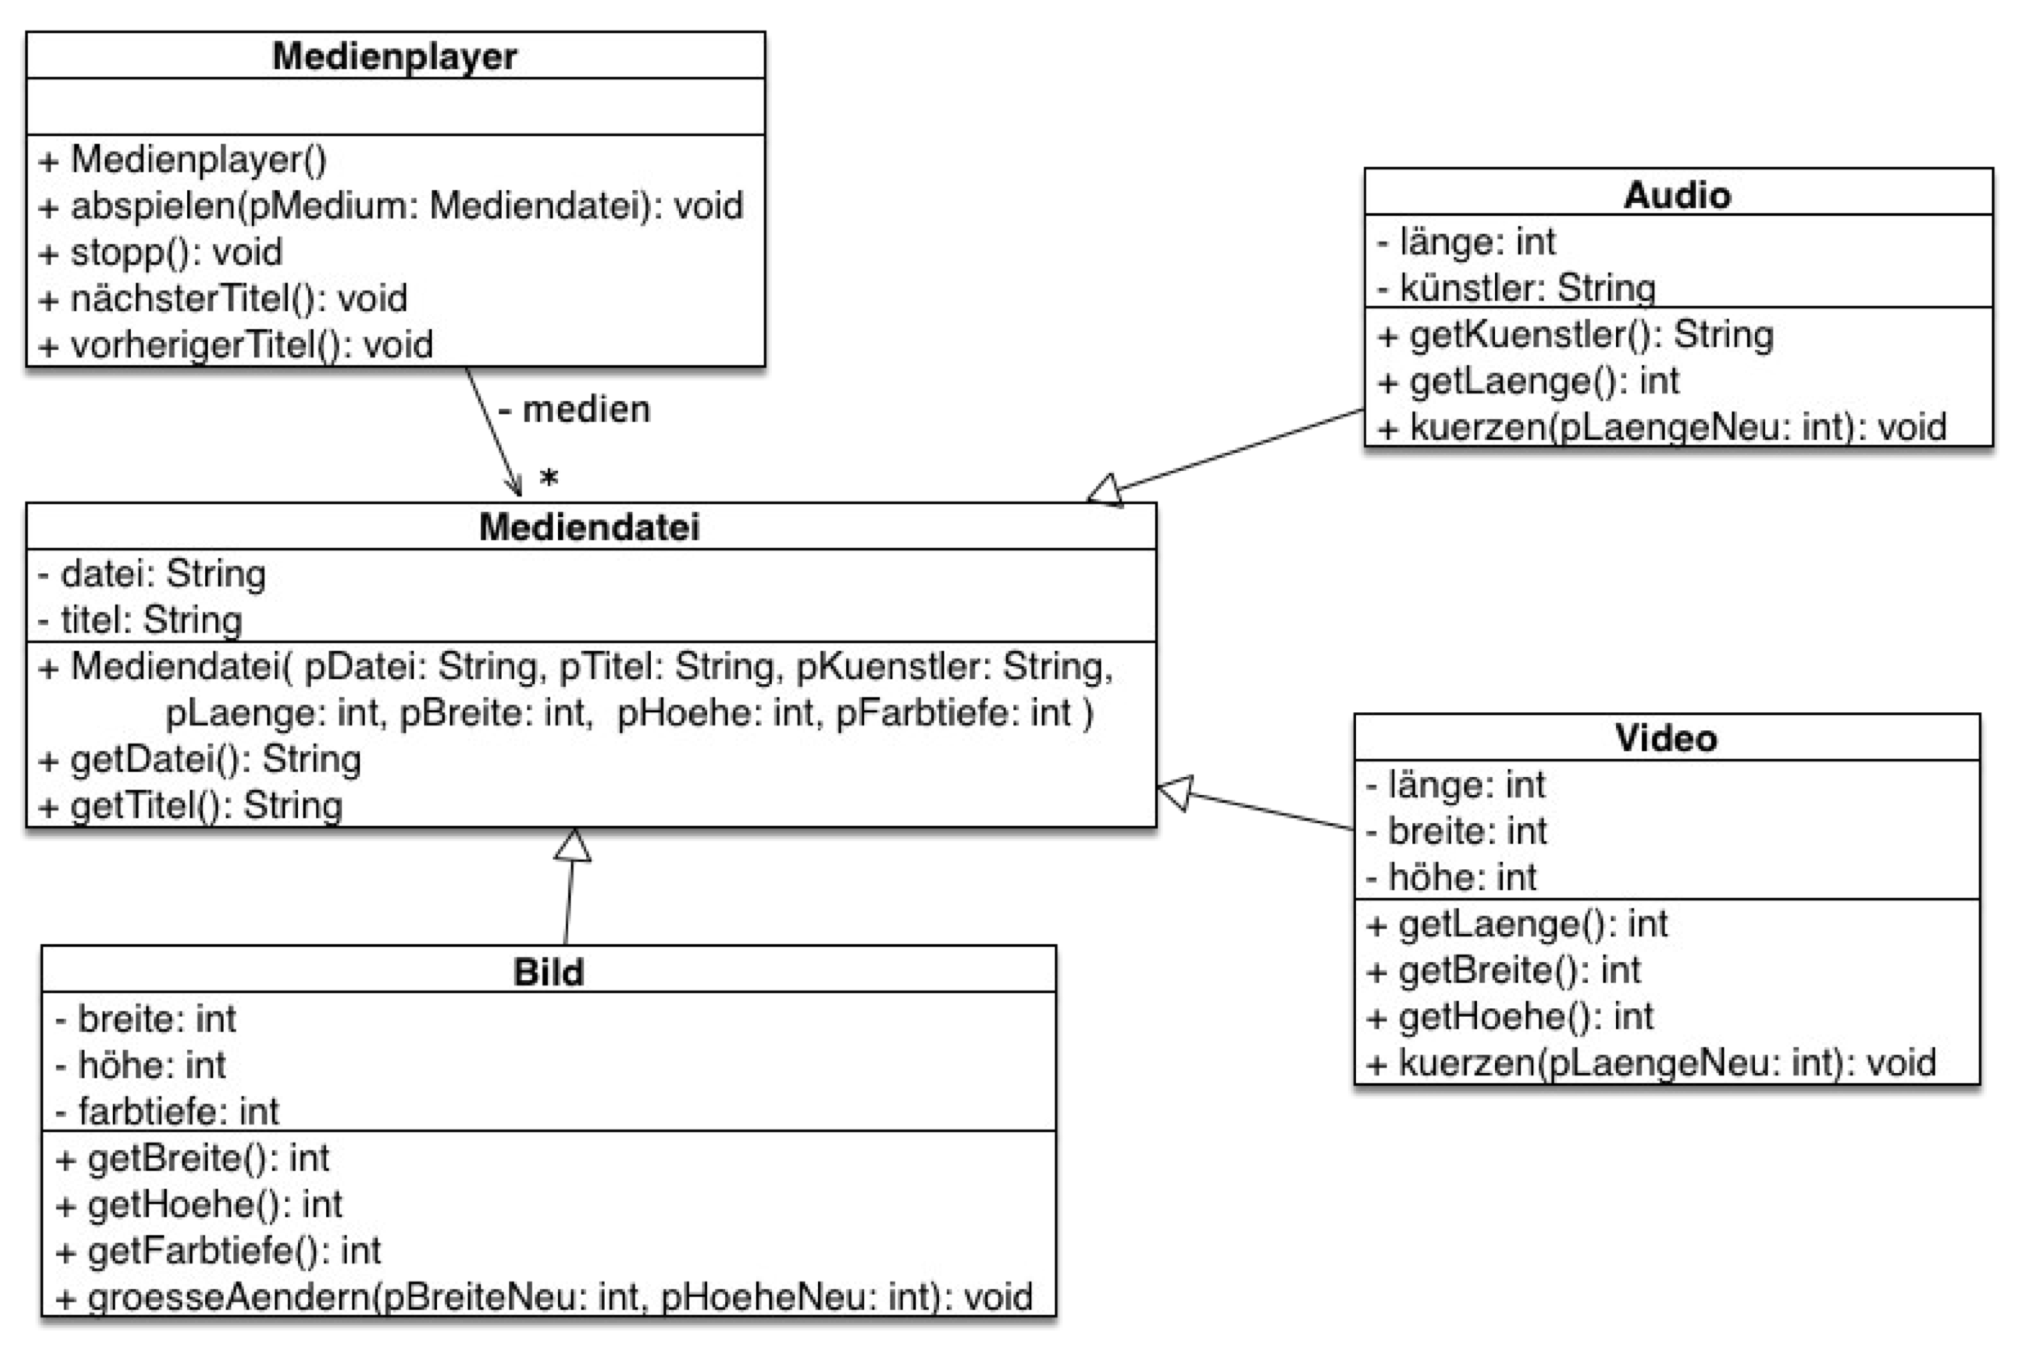 Medienplayer
+ Medienplayer()
+ abspielen(pMedium: Mediendatei): void
+ stopp(): void
+ nächsterTitel(): void
+ vorherigerTitel(): void
- medien
*
Mediendatei
- datei: String
- titel: String
+ Mediendatei( pDatei: String, pTitel: String, pKuenstler: String,
pLaenge: int, pBreite: int, pHoehe: int, pFarbtiefe: int )
+ getDatei(): String
+ getTitel(): String
Audio
- länge: int
- künstler: String
+ getKuenstler(): String
+ getLaenge(): int
+ kuerzen(pLaengeNeu: int): void
Video
- länge: int
- breite: int
- höhe: int
+ getLaenge(): int
+ getBreite(): int
+ getHoehe(): int
+ kuerzen(pLaengeNeu: int): void
Bild
- breite: int
- höhe: int
- farbtiefe: int
+ getBreite(): int
+ getHoehe(): int
+ getFarbtiefe(): int
+ groesseAendern(pBreiteNeu: int, pHoeheNeu: int): void